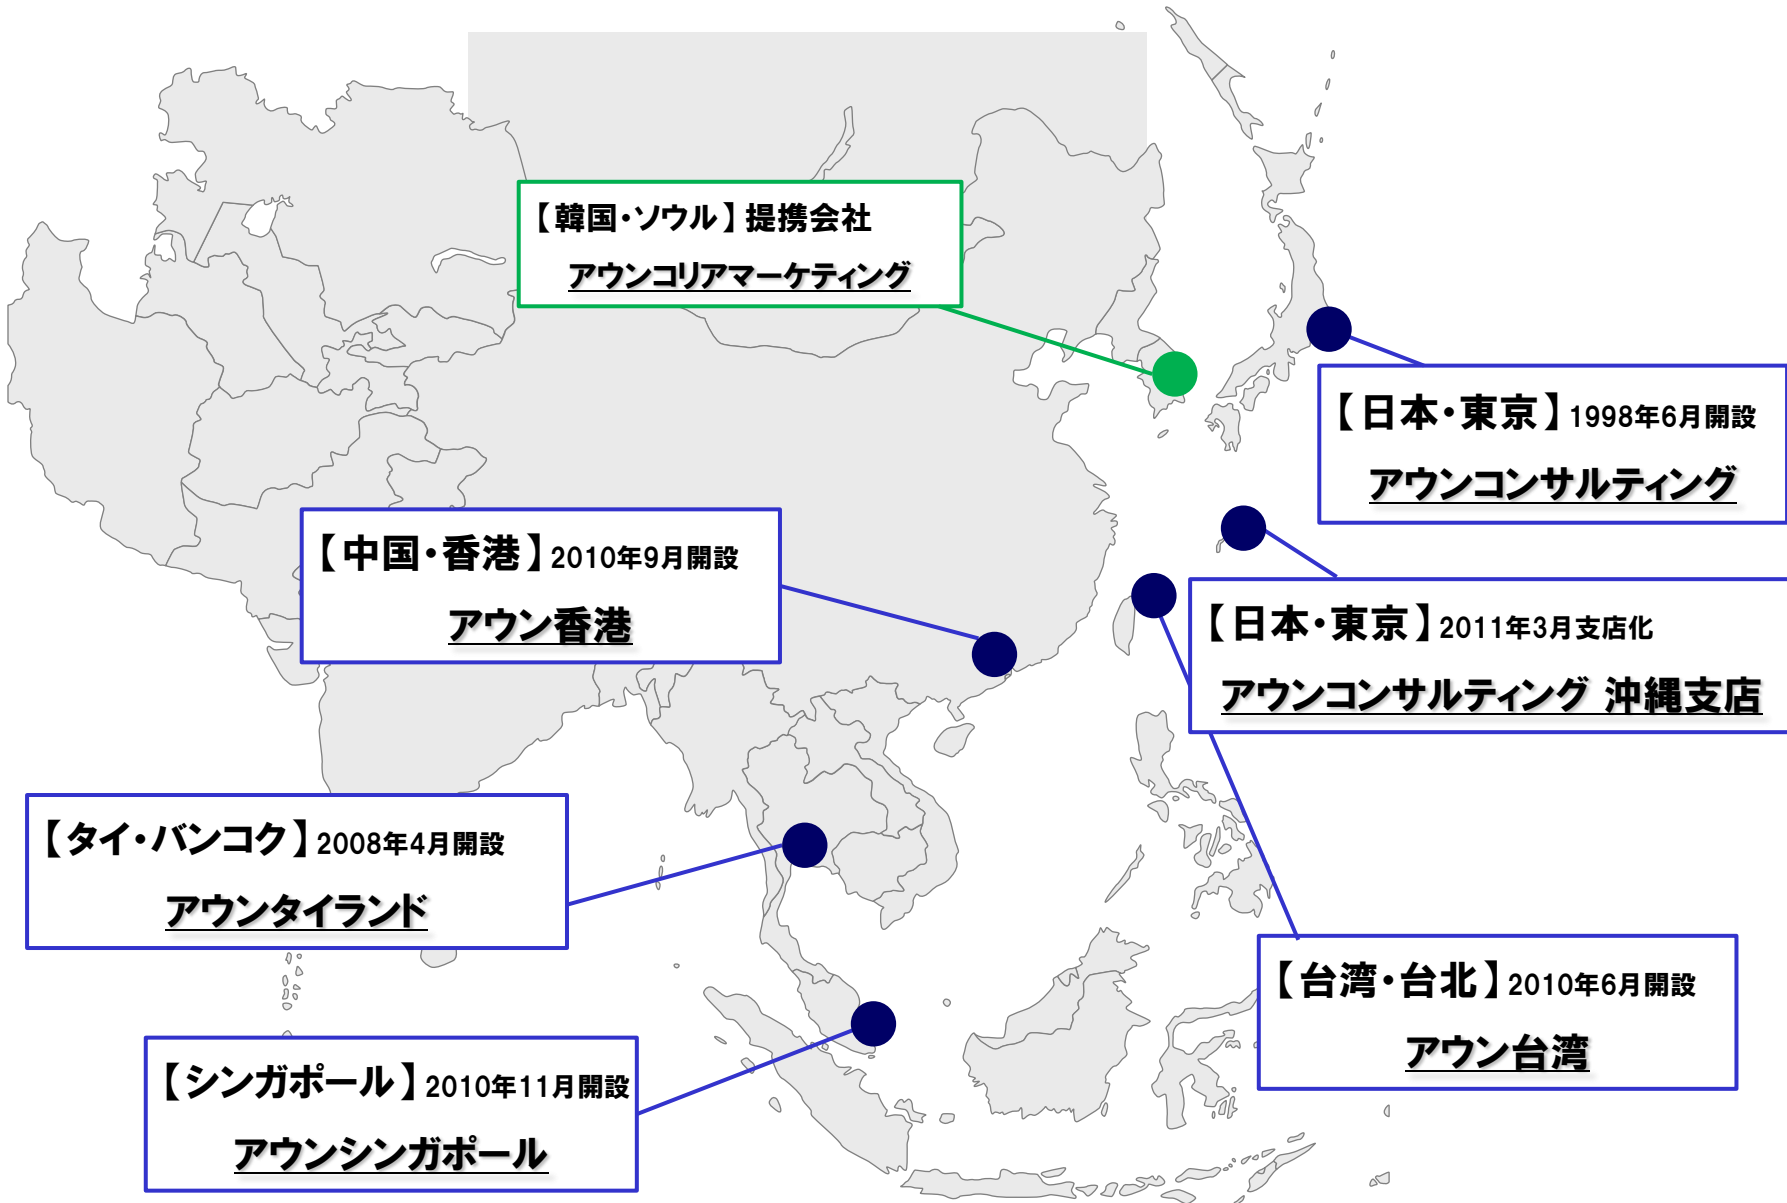 【韓国・ソウル】提携会社
アウンコリアマーケティング
【日本・東京】1998年6月開設
アウンコンサルティング
【中国・香港】2010年9月開設
アウン香港
【日本・東京】2011年3月支店化
アウンコンサルティング 沖縄支店
【タイ・バンコク】2008年4月開設
アウンタイランド
【台湾・台北】2010年6月開設
アウン台湾
【シンガポール】2010年11月開設
アウンシンガポール